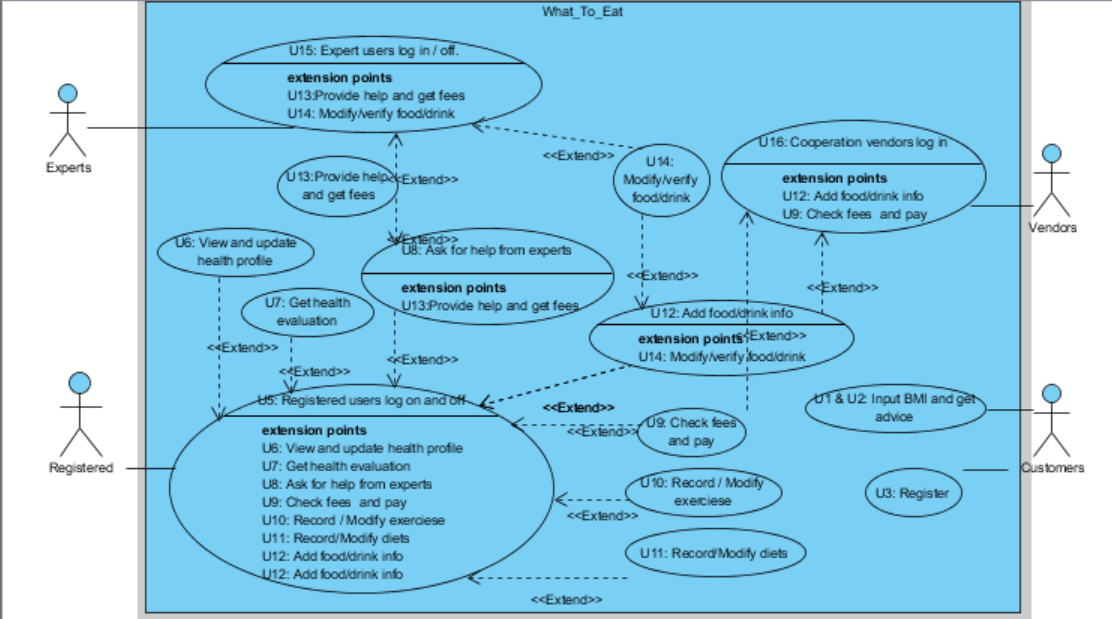 What_To_Eat
U15: Expert users log in / off.
extension points
U13:Provide help and get fees
U14: Modify/verify food/drink
Experts
<<Extend>>
U14:
Modify/verify
food/drink
U16: Cooperation vendors log in
extension points
U12: Add food/drink info
U9: Check fees  and pay
Vendors
U13:Provide help
and get fees
<<Extend>>
<<Extend>>
U6: View and update
health profile
U8: Ask for help from experts
extension points
U13:Provide help and get fees
U7: Get health
evaluation
<<Extend>>
<<Extend>>
<<Extend>>
<<Extend>>
<<Extend>>
U12: Add food/drink info
extension points
U14: Modify/verify food/drink
<<Extend>>
<<Extend>>
U5: Registered users log on and off
extension points
U6: View and update health profile
U7: Get health evaluation
U8: Ask for help from experts
U9: Check fees  and pay
U10: Record / Modify exerciese
U11: Record/Modify diets
U12: Add food/drink info
U12: Add food/drink info
Registered
<<Extend>>
<<Extend>>
U9: Check fees
and pay
U1 & U2: Input BMI and get
advice
Customers
U3: Register
U10: Record / Modify
exerciese
<<Extend>>
U11: Record/Modify diets
<<Extend>>